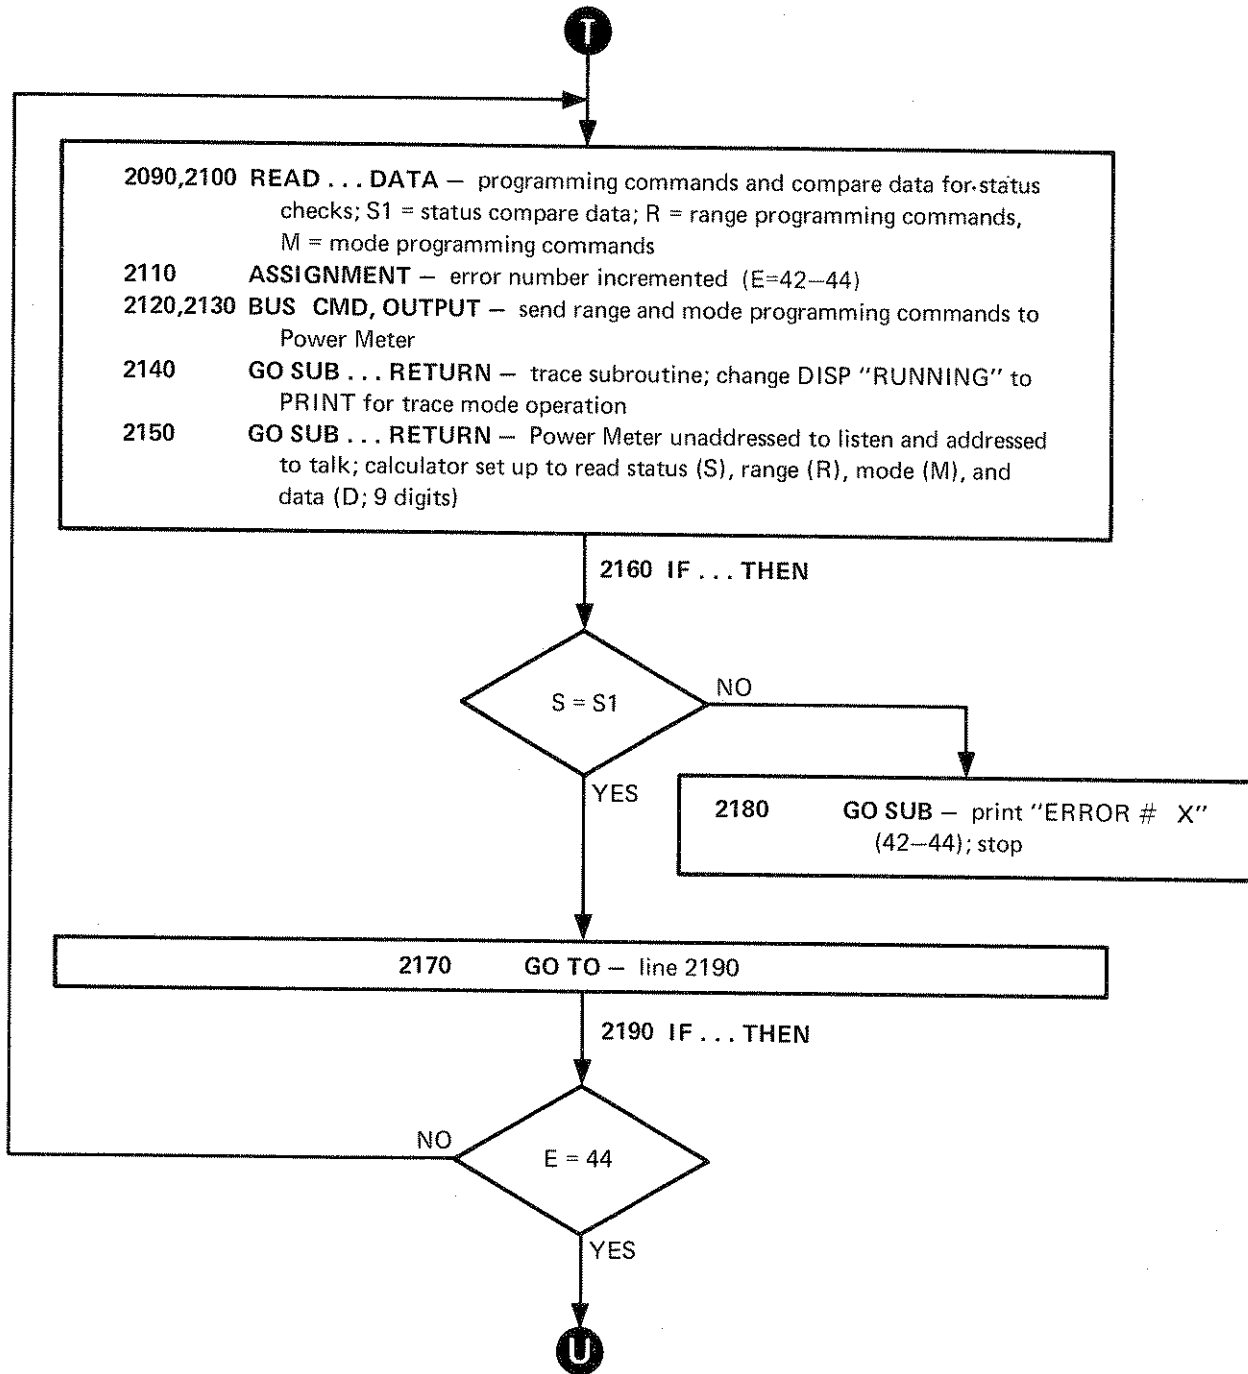 T
2090,2100 READ . . . DATA — programming commands and compare data for status
checks; S1 = status compare data; R = range programming commands,
M = mode programming commands
2110 ASSIGNMENT — error number incremented (E=42—44)
2120,2130 BUS CMD, OUTPUT — send range and mode programming commands to
Power Meter
2140 GO SUB . . . RETURN — trace subroutine; change DISP "RUNNING" to
PRINT for trace mode operation
2150 GO SUB . . . RETURN — Power Meter unaddressed to listen and addressed
to talk; calculator set up to read status (S), range (R), mode (M), and
data (D; 9 digits)
2160 IF . . . THEN
S = S1
NO
YES
2180 GO SUB — print "ERROR # X"
(42—44); stop
2170 GO TO — line 2190
2190 IF . . . THEN
NO
E = 44
YES
U